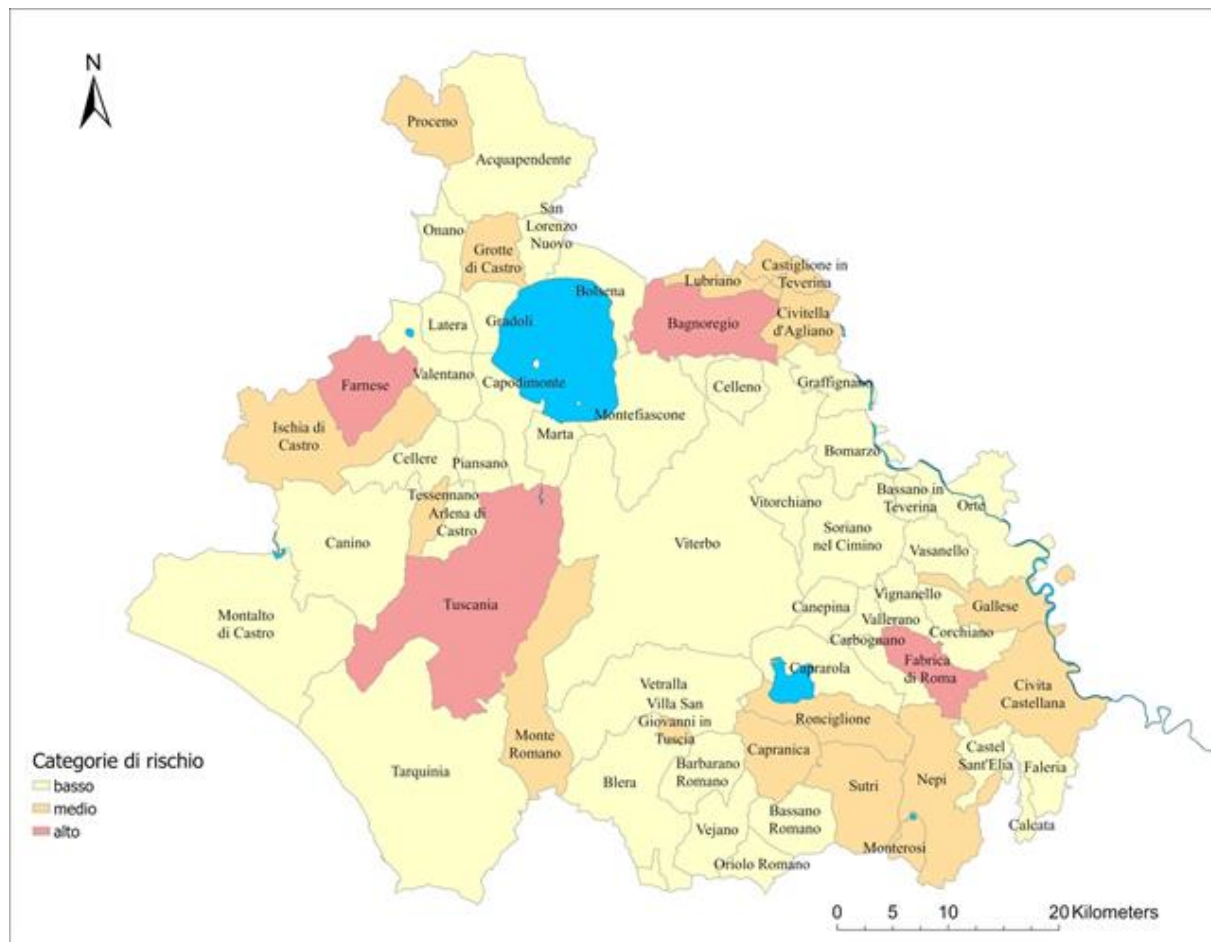 N
Proceno
Acquapendente
San
Lorenzo
Nuovo
Onano
Grotte
di Castro
Castiglione in
Teverina
Lubriano
Bolsena
Civitella
d'Agliano
Bagnoregio
Latera
Gradoli
Farnese
Valentano
Capodimonte
Celleno
Graffignano
Montefiascone
Ischia di
Castro
Marta
Cellere
Piansano
Bomarzo
Tessennano
Arlena di
Castro
Vitorchiano
Bassano in
Teverina
Orte
Canino
Viterbo
Soriano
nel Cimino
Vasanello
Tuscania
Montalto
di Castro
Canepina
Vignanello
Vallerano
Gallese
Carbognano
Corchiano
Caprarola
Fabrica
di Roma
Civita
Castellana
Vetralla
Villa San
Giovanni in
Tuscia
Ronciglione
Monte
Romano
Capranica
Castel
Sant'Elia
Faleria
Tarquinia
Blera
Barbarano
Romano
Sutri
Nepi
Bassano
Romano
Vejano
Calcata
Monterosi
Oriolo Romano
Categorie di rischio
basso
medio
alto
0 5 10 20 Kilometers